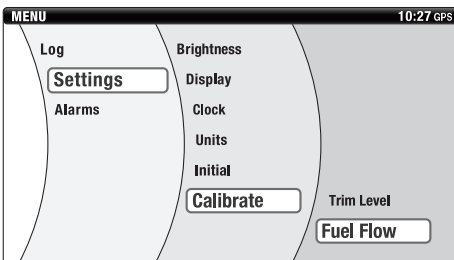 MENU 10:27 GPS
Log
Settings
Alarms
Brightness
Display
Clock
Units
Initial
Calibrate
Trim Level
Fuel Flow